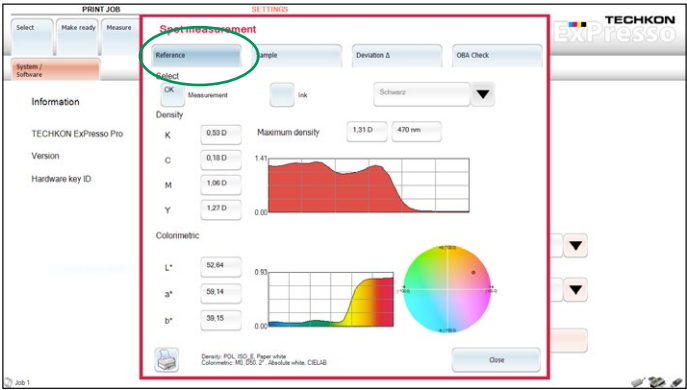 PRINT JOB
SETTINGS
Select
Make ready
Measure
Spot measurement
TECHKON
ExPresso
Reference
Sample
Deviation Δ
OBA Check
System /
Software
Select
OK
Measurement
Ink
Schwarz
Information
Density
TECHKON ExPresso Pro
K
0,53 D
Maximum density
1,31 D
470 nm
Version
C
0,18 D
1.41
Hardware key ID
M
1,06 D
Y
1,27 D
0.00
Colorimetric
L*
52,64
0.93
a*
59,14
b*
39,15
0.00
Density: POL, ISO_E, Paper white
Colorimetric: M0, D50, 2°, Absolute white, CIELAB
Close
Job 1